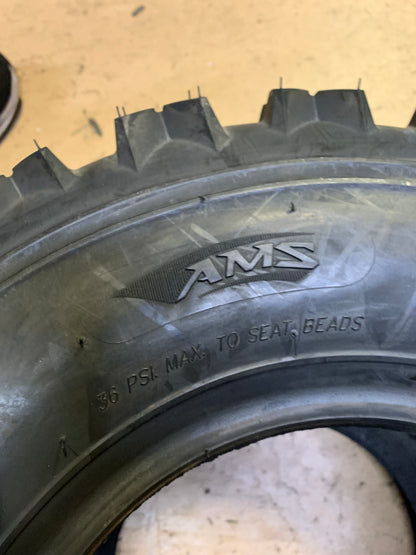 AMS
36 PSI. MAX. TO SEAT BEADS